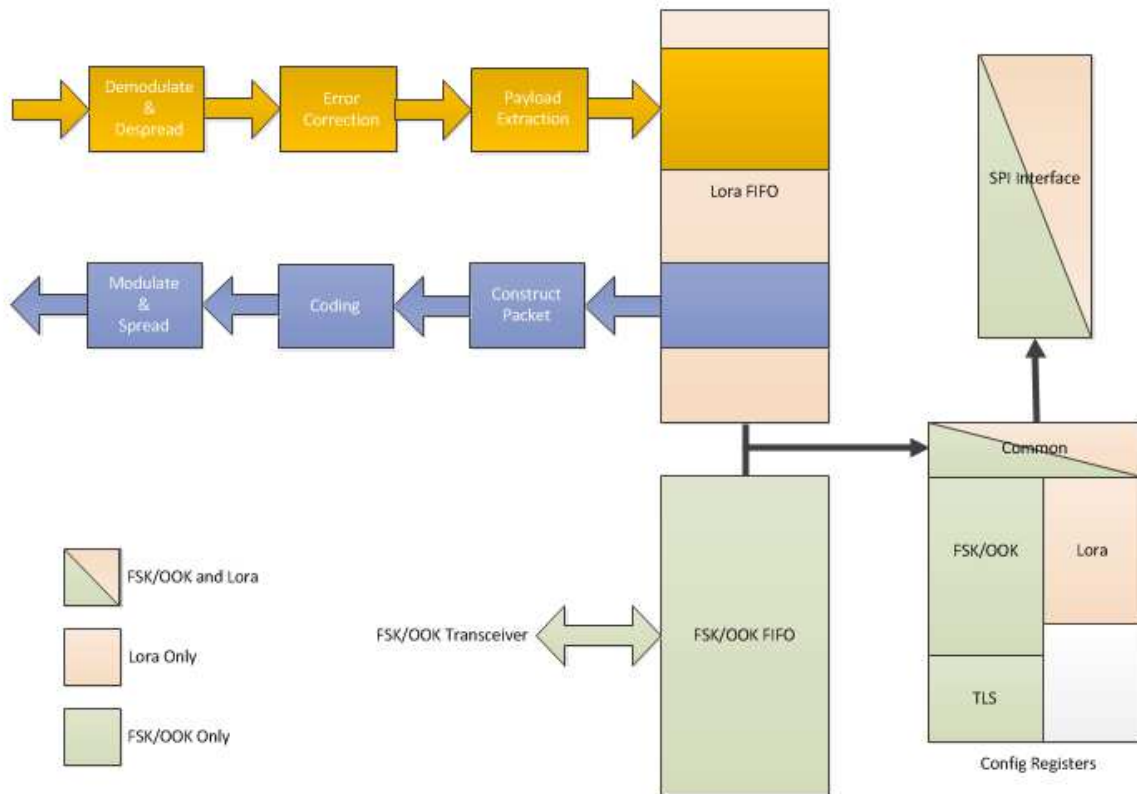 Demodulate
&
Despread
Error
Correction
Payload
Extraction
Lora FIFO
SPI Interface
Modulate
&
Spread
Coding
Construct
Packet
Common
FSK/OOK
Lora
TLS
Config Registers
FSK/OOK and Lora
Lora Only
FSK/OOK Only
FSK/OOK Transceiver
FSK/OOK FIFO